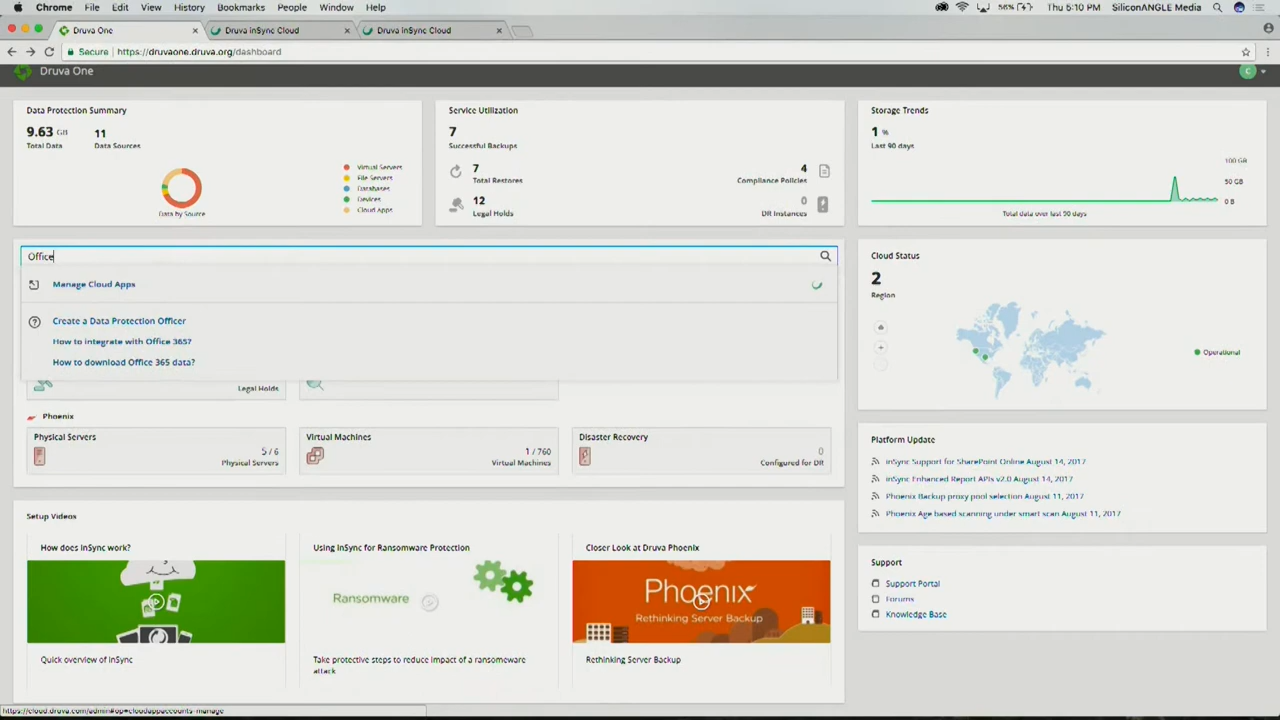 Chrome File Edit View History Bookmarks People Window Help
56% Thu 5:10 PM SiliconANGLE Media
Druva One
Druva inSync Cloud
Druva inSync Cloud
Secure https://druvaone.druva.org/dashboard
Druva One
C
Data Protection Summary
9.63 GB
Total Data
11
Data Sources
Data by Source
Virtual Servers
File Servers
Databases
Devices
Cloud Apps
Service Utilization
7
Successful Backups
7
Total Restores
4
Compliance Policies
12
Legal Holds
0
DR Instances
Storage Trends
1 %
Last 90 days
100 GB
50 GB
0 B
Total data over last 90 days
Office
Manage Cloud Apps
Create a Data Protection Officer
How to integrate with Office 365?
How to download Office 365 data?
Legal Holds
Phoenix
Physical Servers
5 / 6
Physical Servers
Virtual Machines
1 / 760
Virtual Machines
Disaster Recovery
0
Configured for DR
Cloud Status
2
Region
Operational
Platform Update
inSync Support for SharePoint Online August 14, 2017
inSync Enhanced Report APIs v2.0 August 14, 2017
Phoenix Backup proxy pool selection August 11, 2017
Phoenix Age based scanning under smart scan August 11, 2017
Setup Videos
How does inSync work?
Quick overview of inSync
Using inSync for Ransomware Protection
Ransomware
Take protective steps to reduce impact of a ransomeware
attack
Closer Look at Druva Phoenix
Phoenix
Rethinking Server Backup
Rethinking Server Backup
Support
Support Portal
Forums
Knowledge Base
https://cloud.druva.com/admin#op=cloudappaccounts-manage